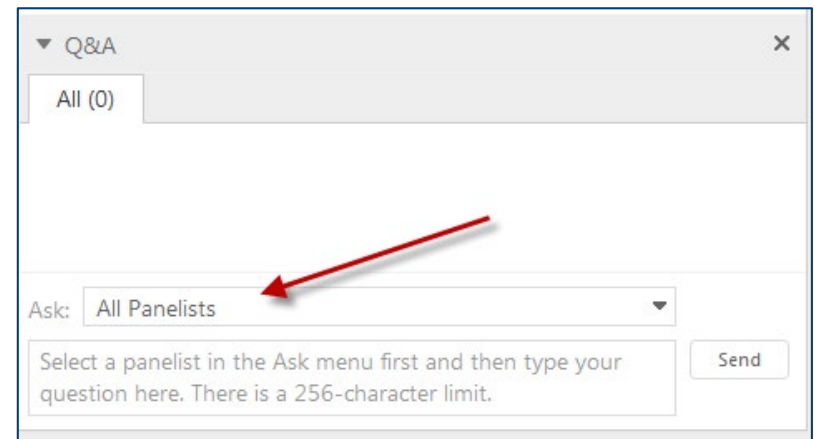 Q&A
All (0)
Ask: All Panelists
Select a panelist in the Ask menu first and then type your
question here. There is a 256-character limit.
Send